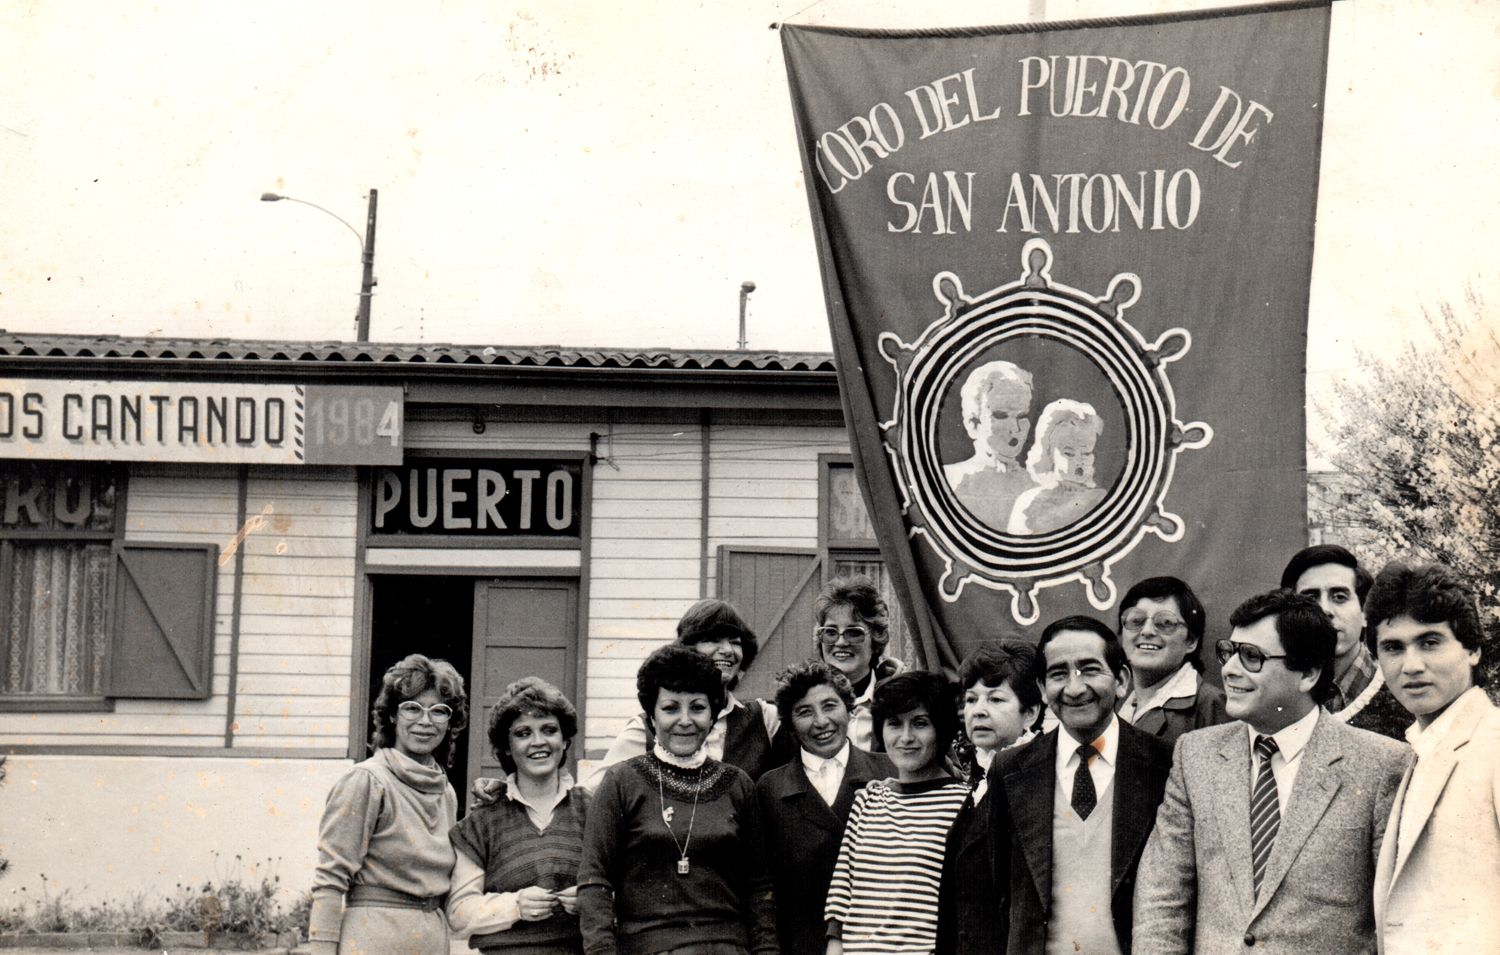 CORO DEL PUERTO DE
SAN ANTONIO
OS CANTANDO 1984
PUERTO